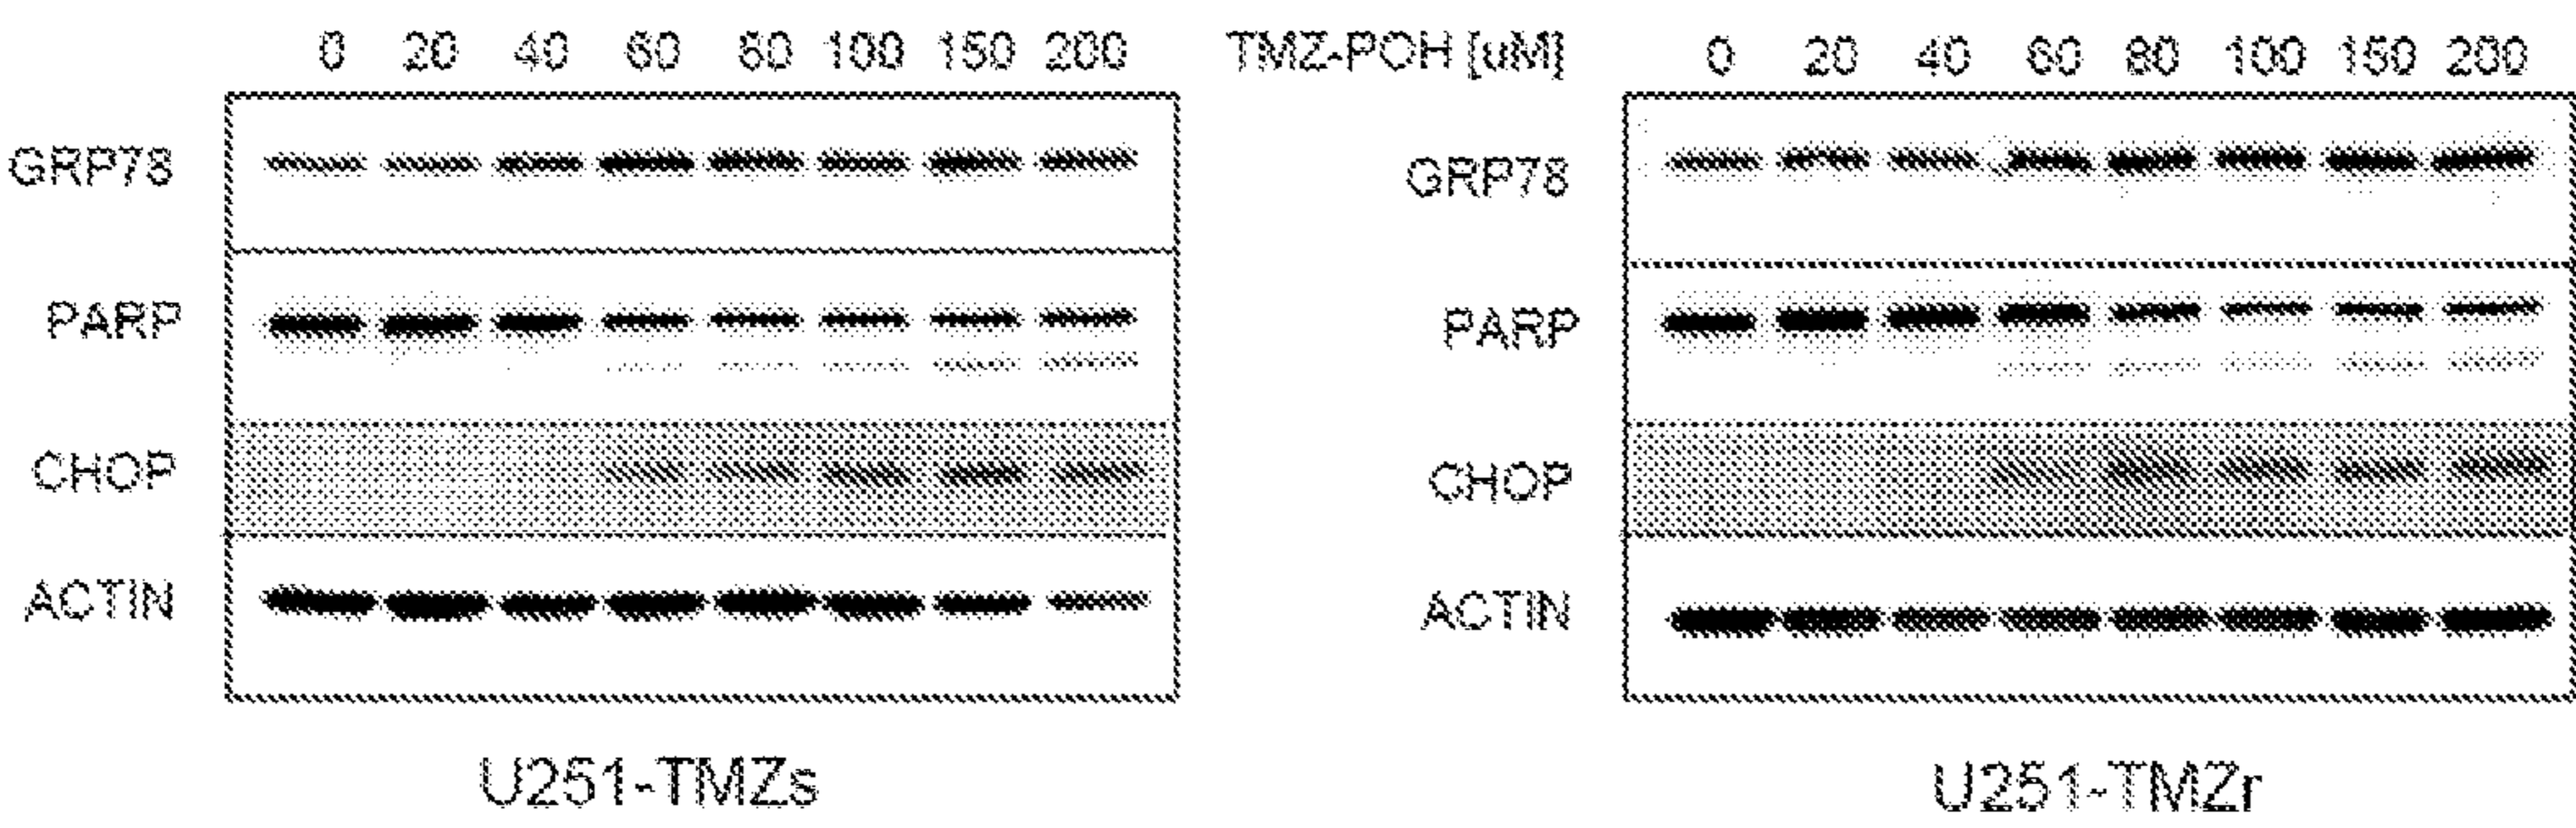 0 20 40 60 80 100 150 200 TMZ-POH [uM] 0 20 40 60 80 100 150 200
GRP78 GRP78
PARP PARP
CHOP CHOP
ACTIN ACTIN
U251-TMZs U251-TMZr